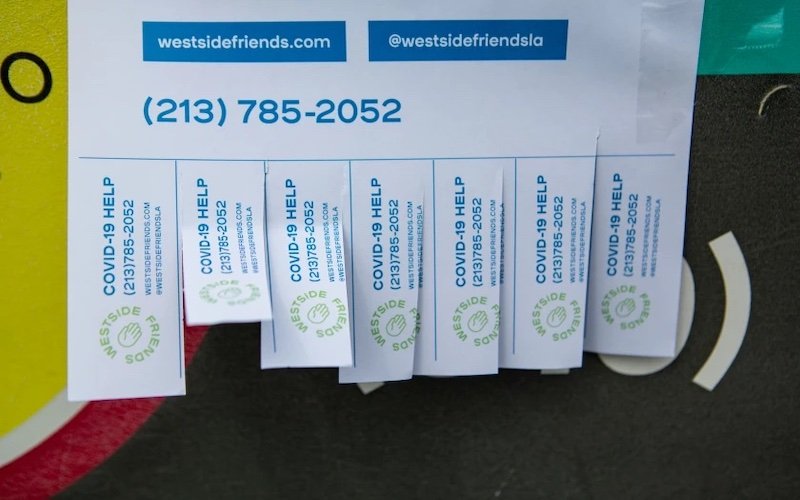 westsidefriends.com
@westsidefriendsla
(213) 785-2052
COVID-19 HELP
(213)785-2052
WESTSIDEFRIENDS.COM
@WESTSIDEFRIENDSLA
WESTSIDE FRIENDS
COVID-19 HELP
(213)785-2052
WESTSIDEFRIENDS.COM
@WESTSIDEFRIENDSLA
WESTSIDE FRIENDS
COVID-19 HELP
(213)785-2052
WESTSIDEFRIENDS.COM
@WESTSIDEFRIENDSLA
WESTSIDE FRIENDS
COVID-19 HELP
(213)785-2052
WESTSIDEFRIENDS.COM
@WESTSIDEFRIENDSLA
WESTSIDE FRIENDS
COVID-19 HELP
(213)785-2052
WESTSIDEFRIENDS.COM
WESTSIDE FRIENDS
COVID-19 HELP
(213)785-2052
WESTSIDEFRIENDS.COM
@WESTSIDEFRIENDSLA
WESTSIDE FRIENDS
COVID-19 HELP
(213)785-2052
WESTSIDEFRIENDS.COM
@WESTSIDEFRIENDSLA
WESTSIDE FRIENDS